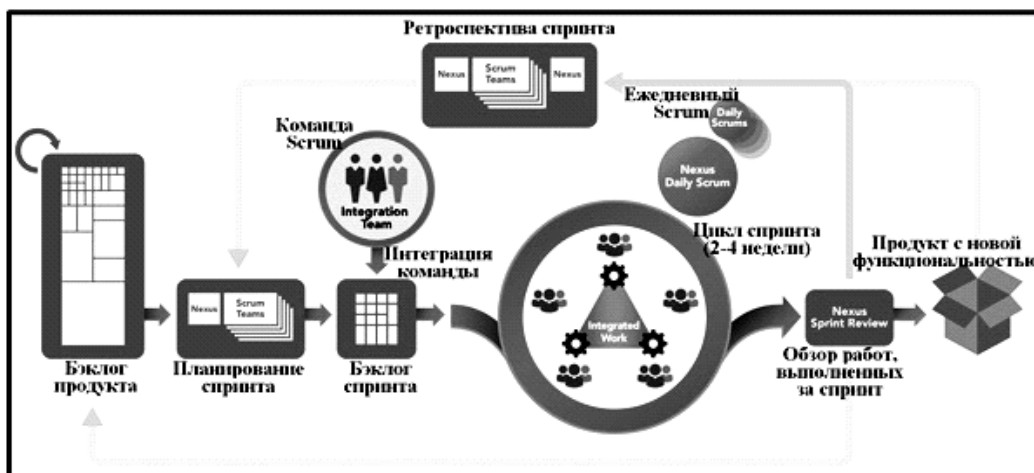 Ретроспектива спринта
Nexus
Scrum
Teams
Nexus
Ежедневный
Scrum
Daily
Scrums
Nexus
Daily Scrum
Команда
Scrum
Integration
Team
Интеграция
команды
Цикл спринта
(2-4 недели)
Продукт с новой
функциональностью
Nexus
Scrum
Teams
Integrated
Work
Nexus
Sprint Review
Бэклог
продукта
Планирование
спринта
Бэклог
спринта
Обзор работ,
выполненных
за спринт